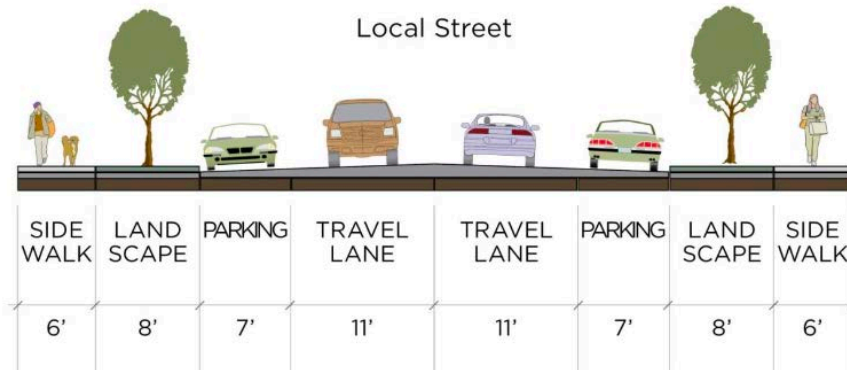 Local Street
SIDE WALK
LAND SCAPE
PARKING
TRAVEL LANE
TRAVEL LANE
PARKING
LAND SCAPE
SIDE WALK
6’ 8’ 7’ 11’ 11’ 7’ 8’ 6’